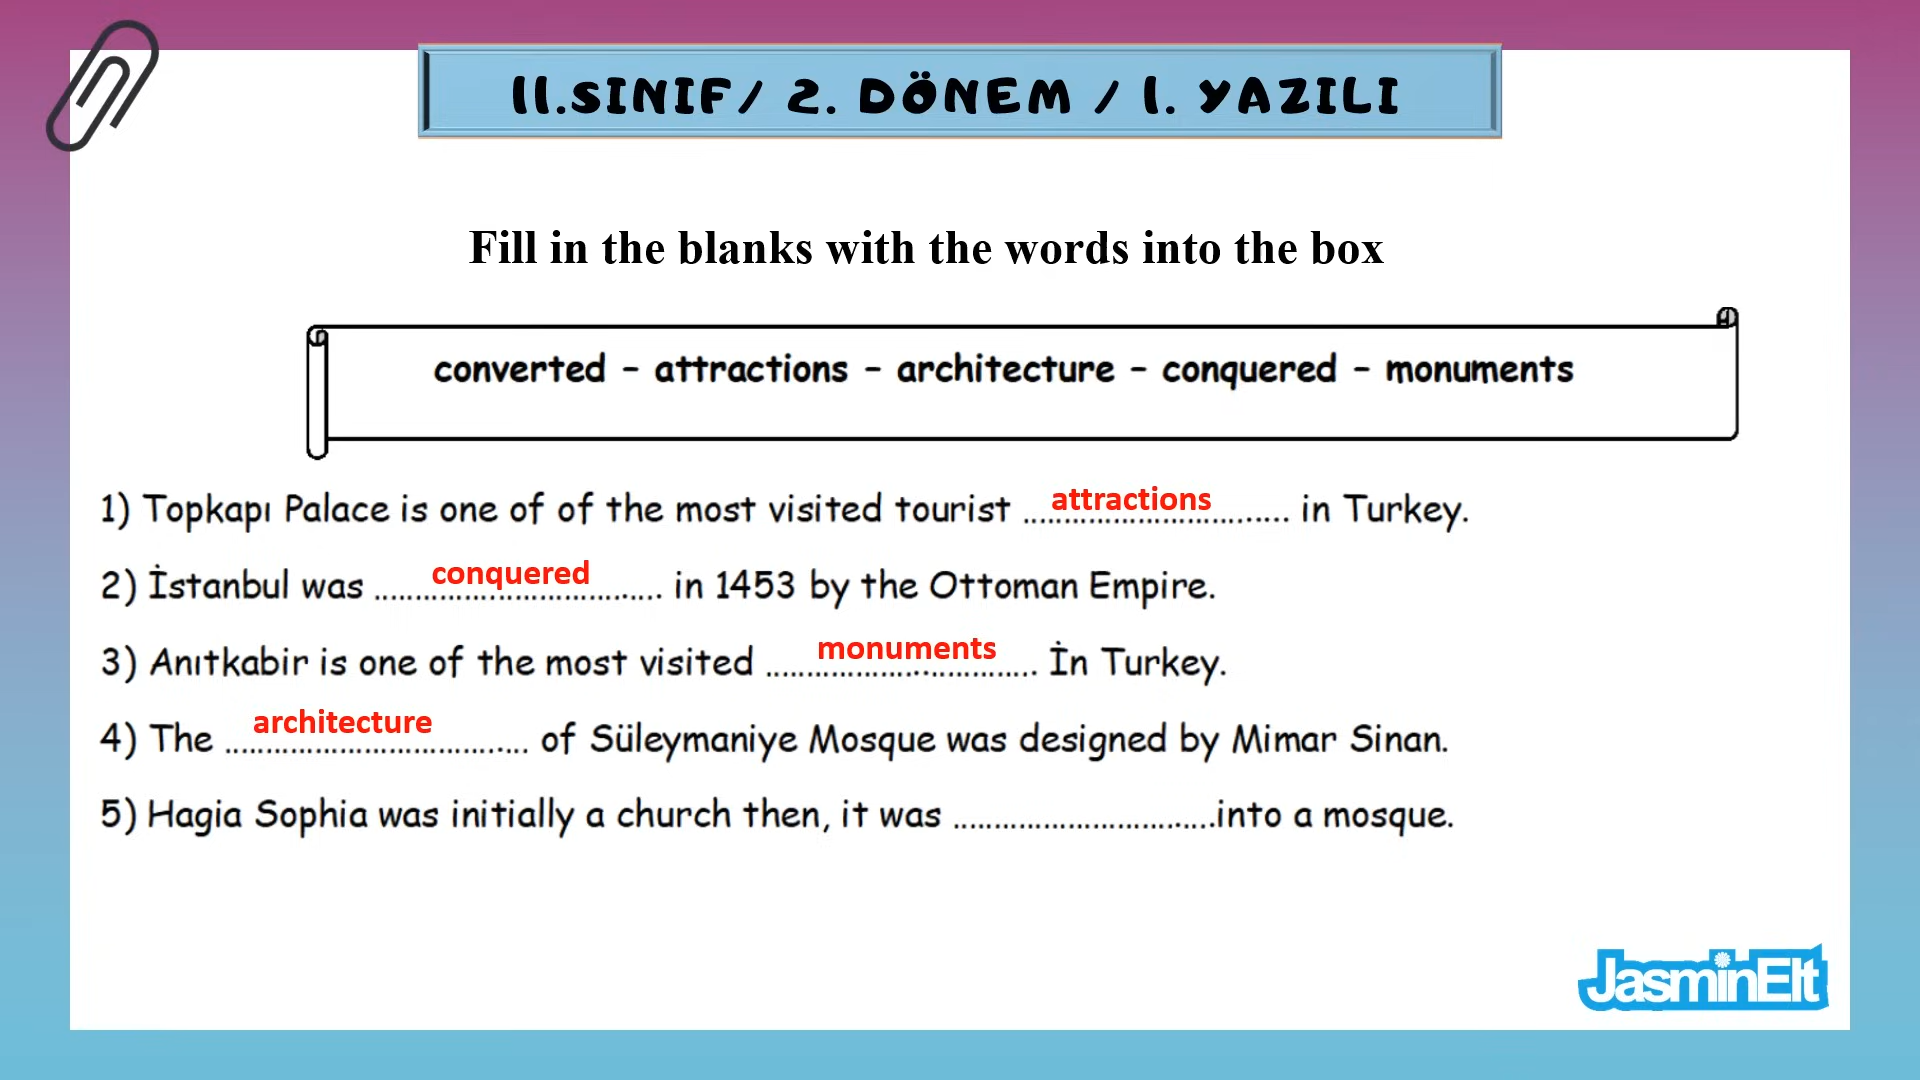 11.SINIF/ 2. DÖNEM / 1. YAZILI
Fill in the blanks with the words into the box
converted – attractions – architecture – conquered – monuments
1) Topkapı Palace is one of of the most visited tourist attractions in Turkey.
2) İstanbul was conquered in 1453 by the Ottoman Empire.
3) Anıtkabir is one of the most visited monuments İn Turkey.
4) The architecture of Süleymaniye Mosque was designed by Mimar Sinan.
5) Hagia Sophia was initially a church then, it was ..............................into a mosque.
JasminElt